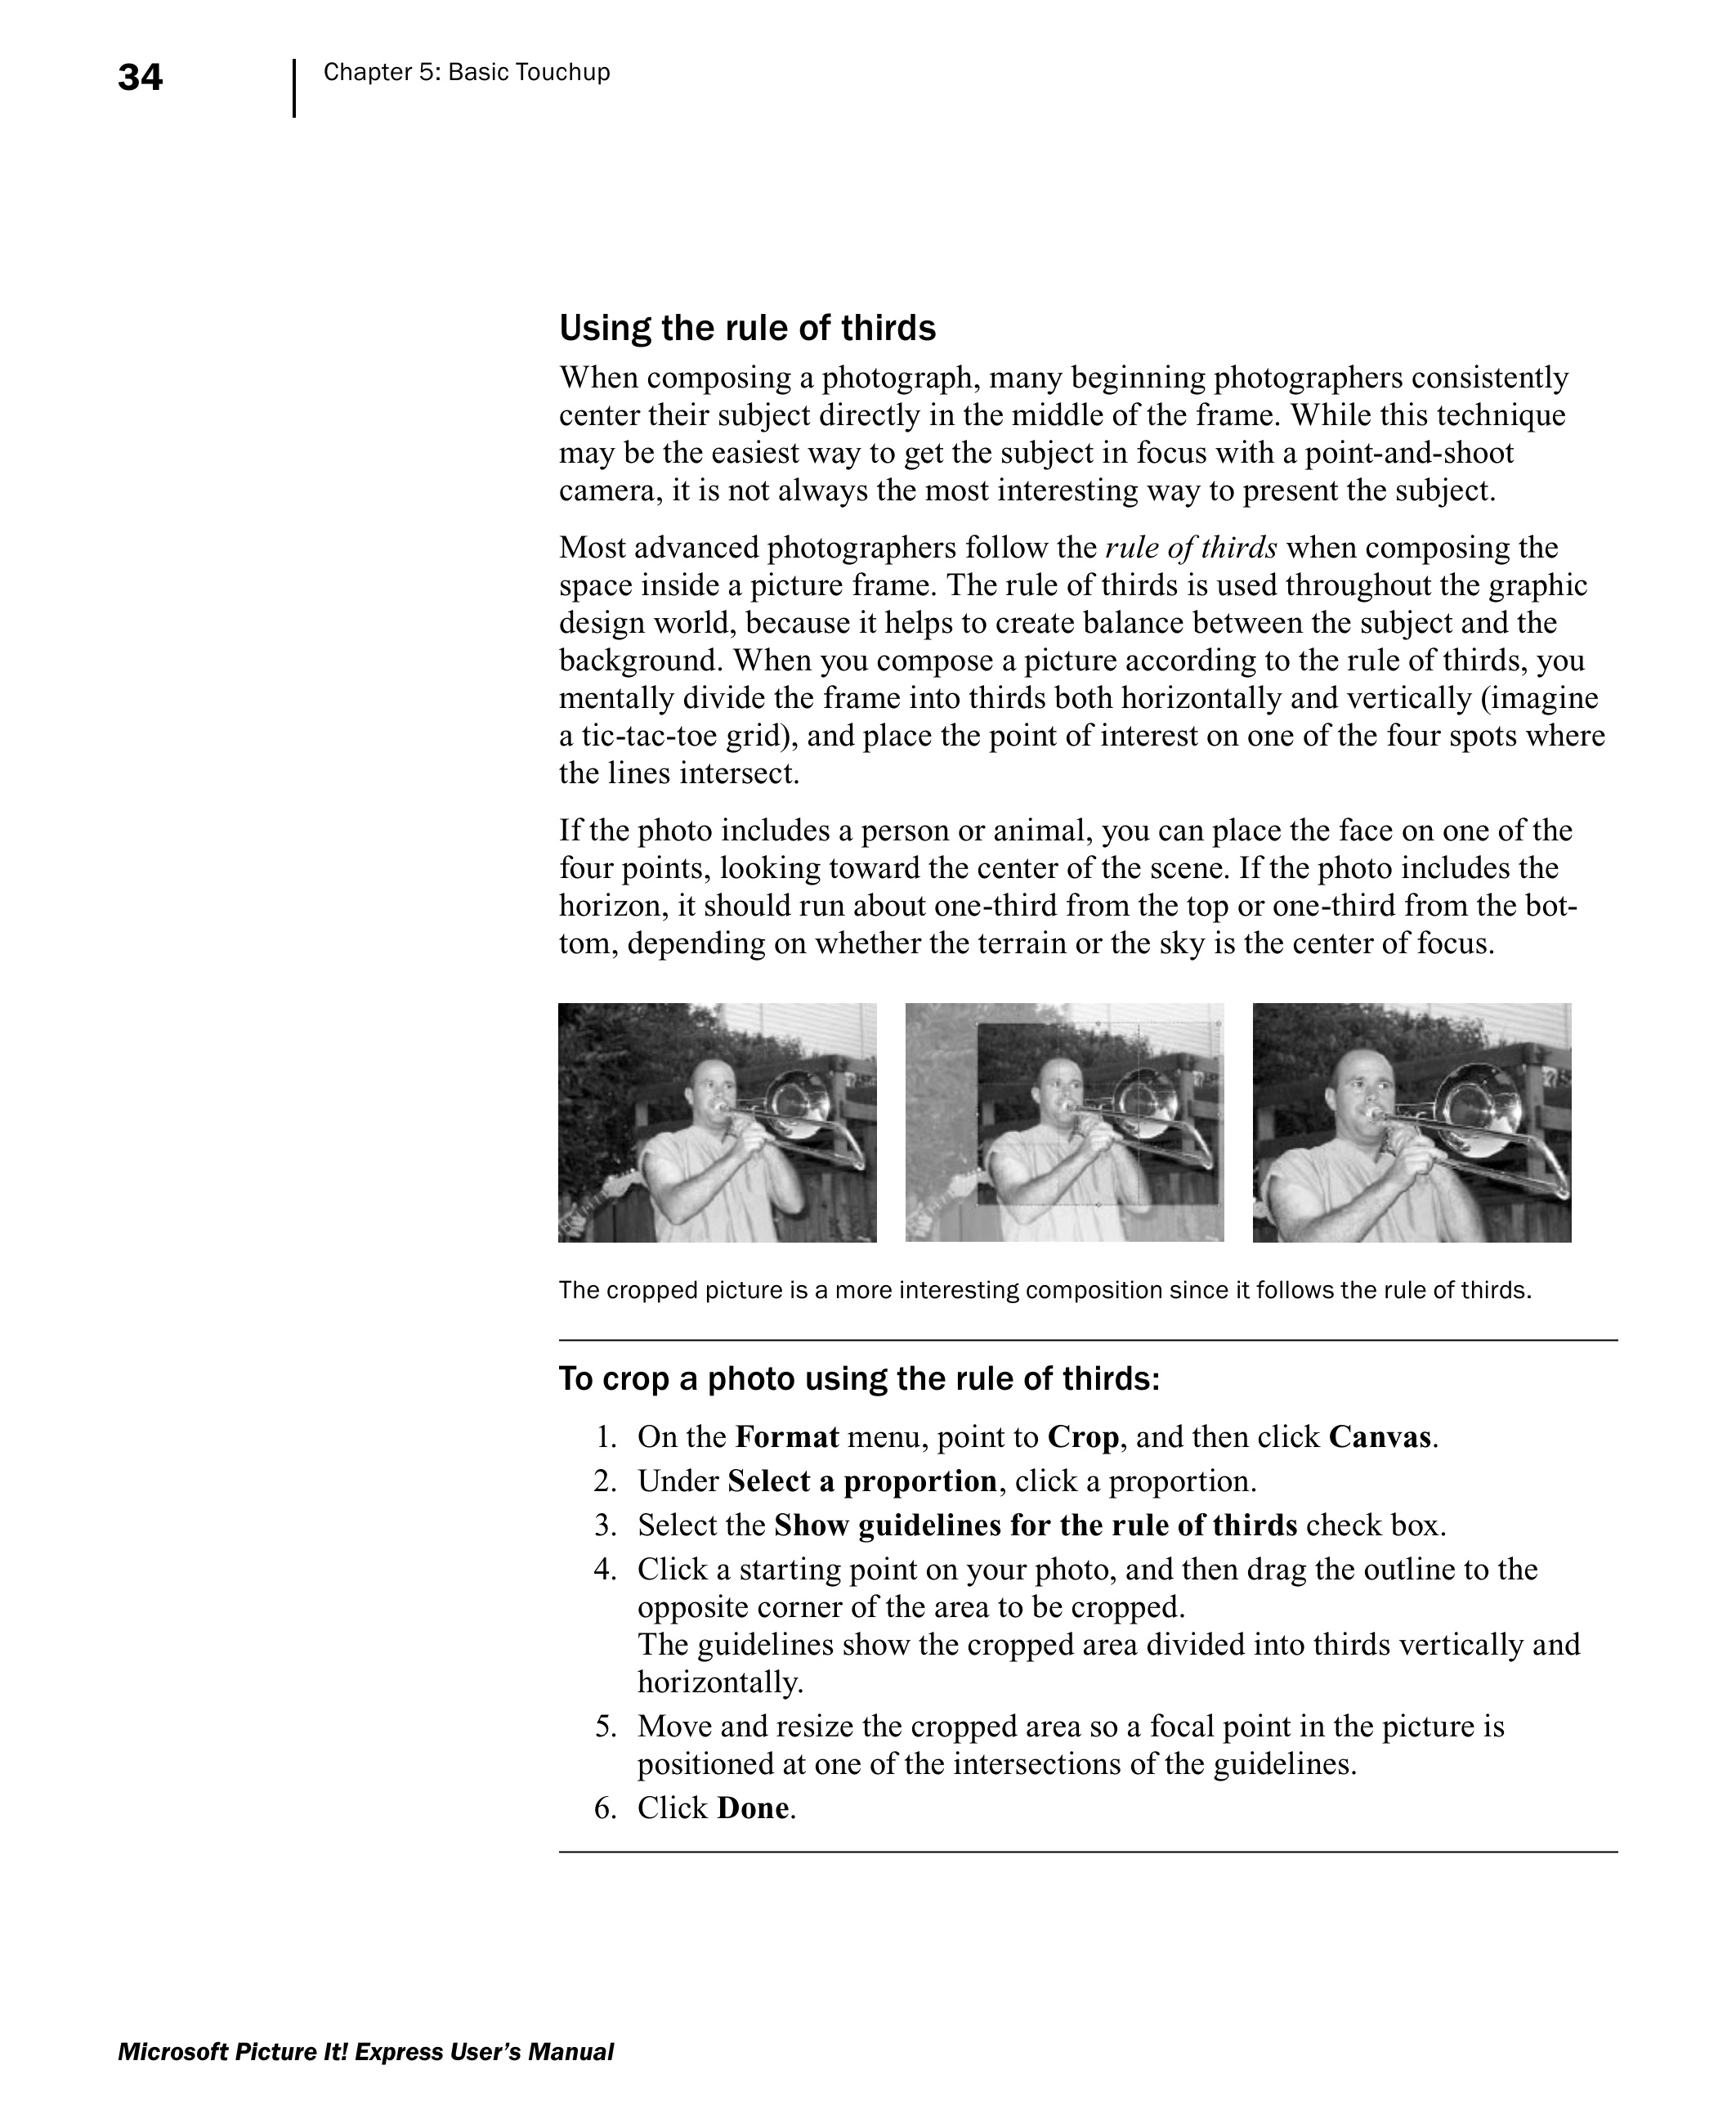 34
Chapter 5: Basic Touchup
Using the rule of thirds
When composing a photograph, many beginning photographers consistently
center their subject directly in the middle of the frame. While this technique
may be the easiest way to get the subject in focus with a point-and-shoot
camera, it is not always the most interesting way to present the subject.
Most advanced photographers follow the rule of thirds when composing the
space inside a picture frame. The rule of thirds is used throughout the graphic
design world, because it helps to create balance between the subject and the
background. When you compose a picture according to the rule of thirds, you
mentally divide the frame into thirds both horizontally and vertically (imagine
a tic-tac-toe grid), and place the point of interest on one of the four spots where
the lines intersect.
If the photo includes a person or animal, you can place the face on one of the
four points, looking toward the center of the scene. If the photo includes the
horizon, it should run about one-third from the top or one-third from the bot-
tom, depending on whether the terrain or the sky is the center of focus.
The cropped picture is a more interesting composition since it follows the rule of thirds.
To crop a photo using the rule of thirds:
1. On the Format menu, point to Crop, and then click Canvas.
2. Under Select a proportion, click a proportion.
3. Select the Show guidelines for the rule of thirds check box.
4. Click a starting point on your photo, and then drag the outline to the
opposite corner of the area to be cropped.
The guidelines show the cropped area divided into thirds vertically and
horizontally.
5. Move and resize the cropped area so a focal point in the picture is
positioned at one of the intersections of the guidelines.
6. Click Done.
Microsoft Picture It! Express User’s Manual